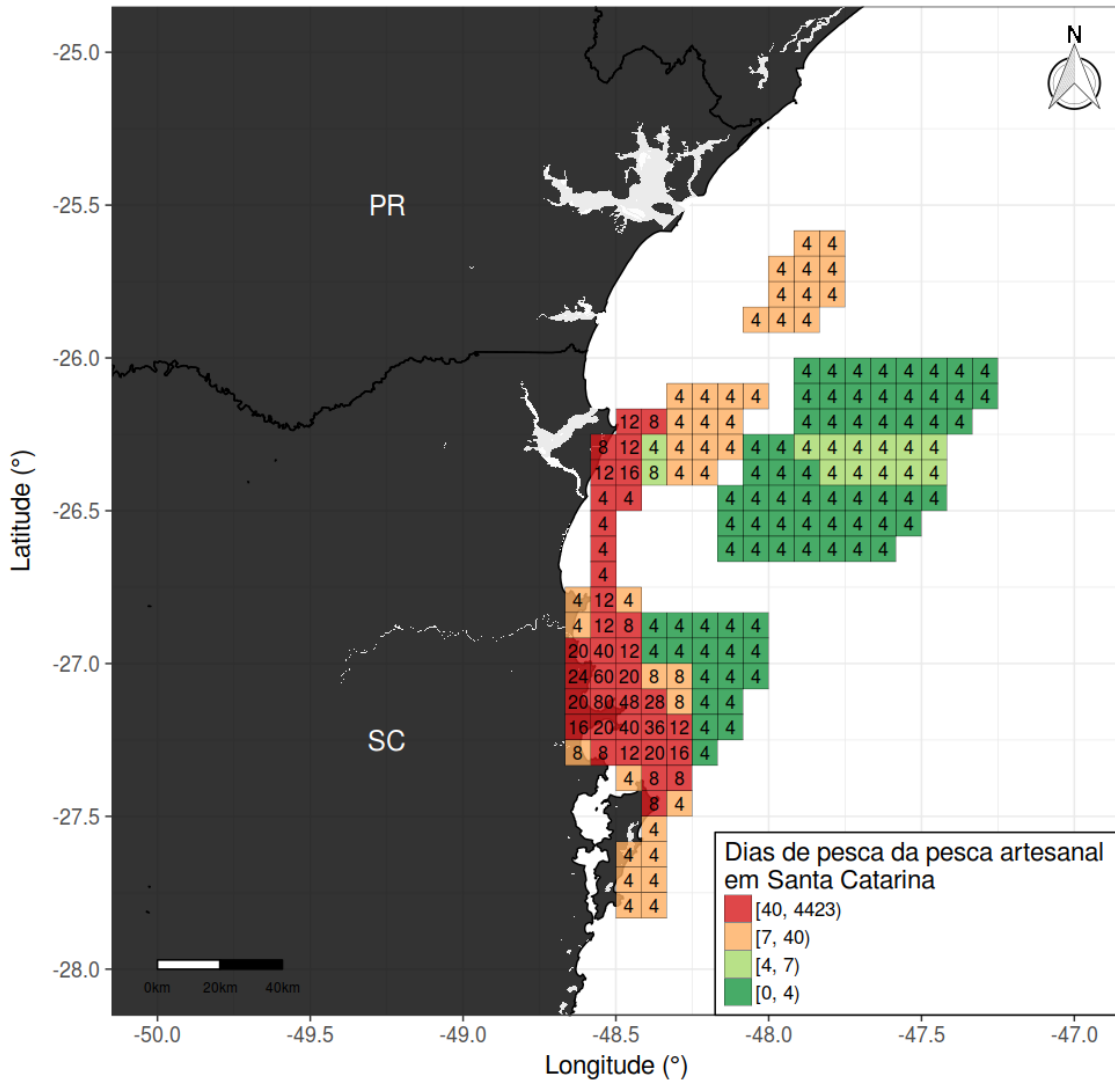 N
-25.0
PR
-25.5
4 4
4 4 4
4 4 4
4 4 4
-26.0
4 4 4 4 4 4 4 4
4 4 4 4 4 4 4 4 4 4 4 4
12 8 4 4 4 4 4 4 4 4 4 4
8 12 4 4 4 4 4 4 4 4 4 4 4 4
12 16 8 4 4 4 4 4 4 4 4 4 4
4 4 4 4 4 4 4 4 4 4 4
-26.5
4 4 4 4 4 4 4 4 4
4 4 4 4 4 4 4 4
4
4 12 4
4 12 8 4 4 4 4 4
20 40 12 4 4 4 4 4
-27.0
24 60 20 8 8 4 4 4
20 80 48 28 8 4 4
16 20 40 36 12 4 4
SC
8 8 12 20 16 4
4 8 8
8 4
-27.5
4
4 4
4 4
4 4
-28.0
0km 20km 40km
Dias de pesca da pesca artesanal
em Santa Catarina
[40, 4423)
[7, 40)
[4, 7)
[0, 4)
-50.0 -49.5 -49.0 -48.5 -48.0 -47.5 -47.0
Longitude (°)
Latitude (°)